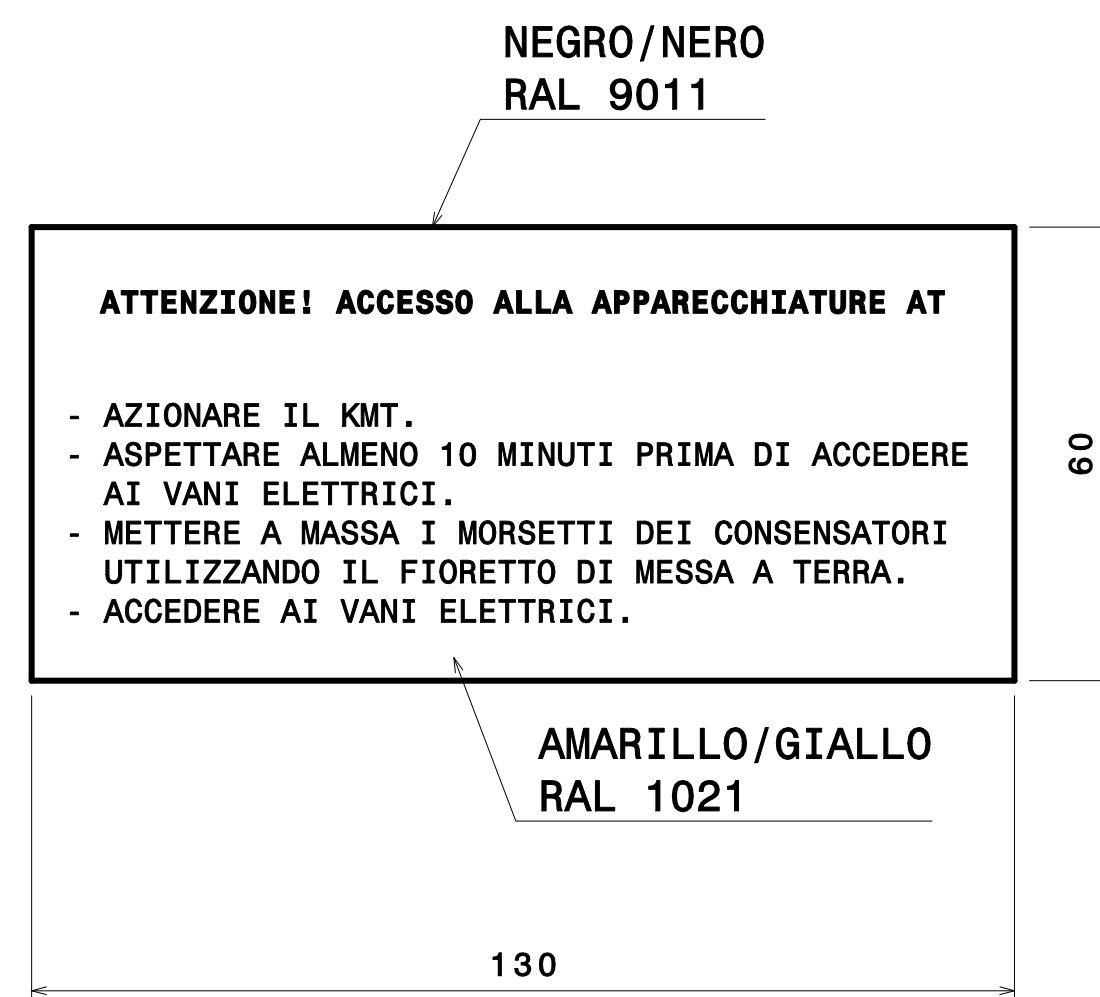 NEGRO/NERO
RAL 9011
ATTENZIONE! ACCESSO ALLA APPARECCHIATURE AT
- AZIONARE IL KMT.
- ASPETTARE ALMENO 10 MINUTI PRIMA DI ACCEDERE
AI VANI ELETTRICI.
- METTERE A MASSA I MORSETTI DEI CONSENSATORI
UTILIZZANDO IL FIORETTO DI MESSA A TERRA.
- ACCEDERE AI VANI ELETTRICI.
60
AMARILLO/GIALLO
RAL 1021
130